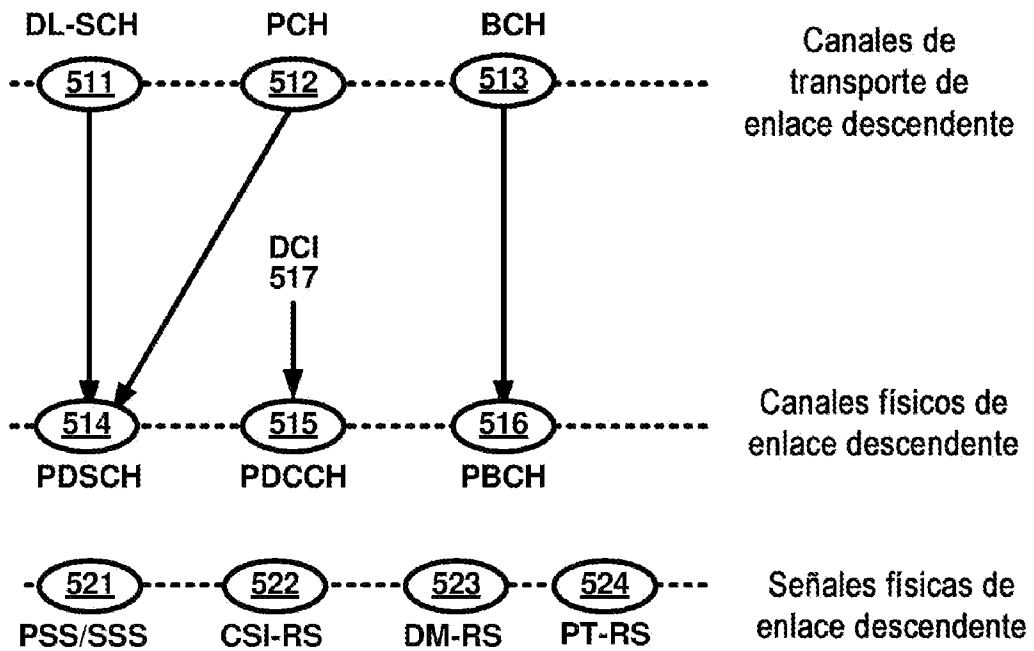 DL-SCH PCH BCH
511 512 513
Canales de
transporte de
enlace descendente
DCI
517
514 515 516
PDSCH PDCCH PBCH
Canales físicos de
enlace descendente
521 522 523 524
PSS/SSS CSI-RS DM-RS PT-RS
Señales físicas de
enlace descendente